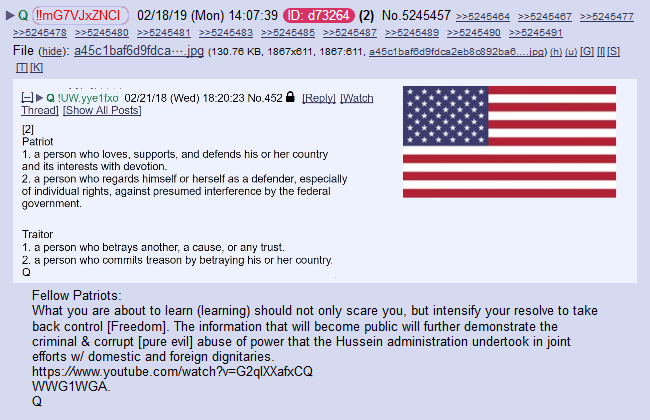 ▶ Q !!mG7VJxZNCI 02/18/19 (Mon) 14:07:39 ID: d73264 (2) No.5245457 >>5245464 >>5245467 >>5245477
>>5245478 >>5245480 >>5245481 >>5245483 >>5245485 >>5245487 >>5245489 >>5245490 >>5245491
File (hide): a45c1baf6d9fdca⋯.jpg (130.76 KB, 1867x611, 1867:611, a45c1baf6d9fdca2eb8c892ba6….jpg) (h) (u) [G] [I] [S]
[T] [K]
[–] ▶ Q !UW.yye1fxo 02/21/18 (Wed) 18:20:23 No.452 [Reply] [Watch
Thread] [Show All Posts]
[2]
Patriot
1. a person who loves, supports, and defends his or her country
and its interests with devotion.
2. a person who regards himself or herself as a defender, especially
of individual rights, against presumed interference by the federal
government.
Traitor
1. a person who betrays another, a cause, or any trust.
2. a person who commits treason by betraying his or her country.
Q
Fellow Patriots:
What you are about to learn (learning) should not only scare you, but intensify your resolve to take
back control [Freedom]. The information that will become public will further demonstrate the
criminal & corrupt [pure evil] abuse of power that the Hussein administration undertook in joint
efforts w/ domestic and foreign dignitaries.
https://www.youtube.com/watch?v=G2qIXXafxCQ
WWG1WGA.
Q